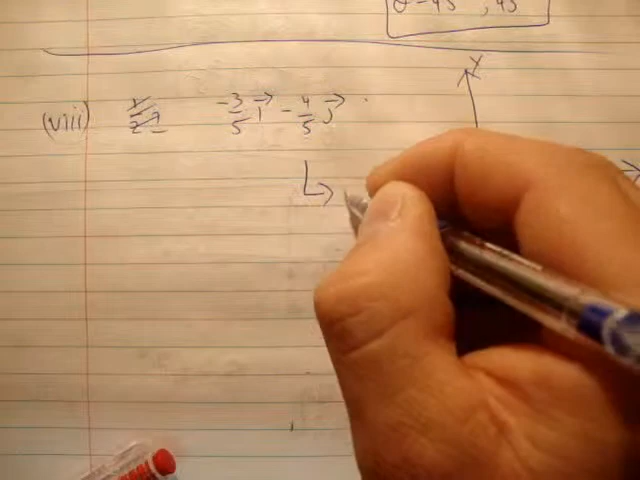 θ = 45°, 45
y
(viii) -3/5 i⃗ - 4/5 j⃗